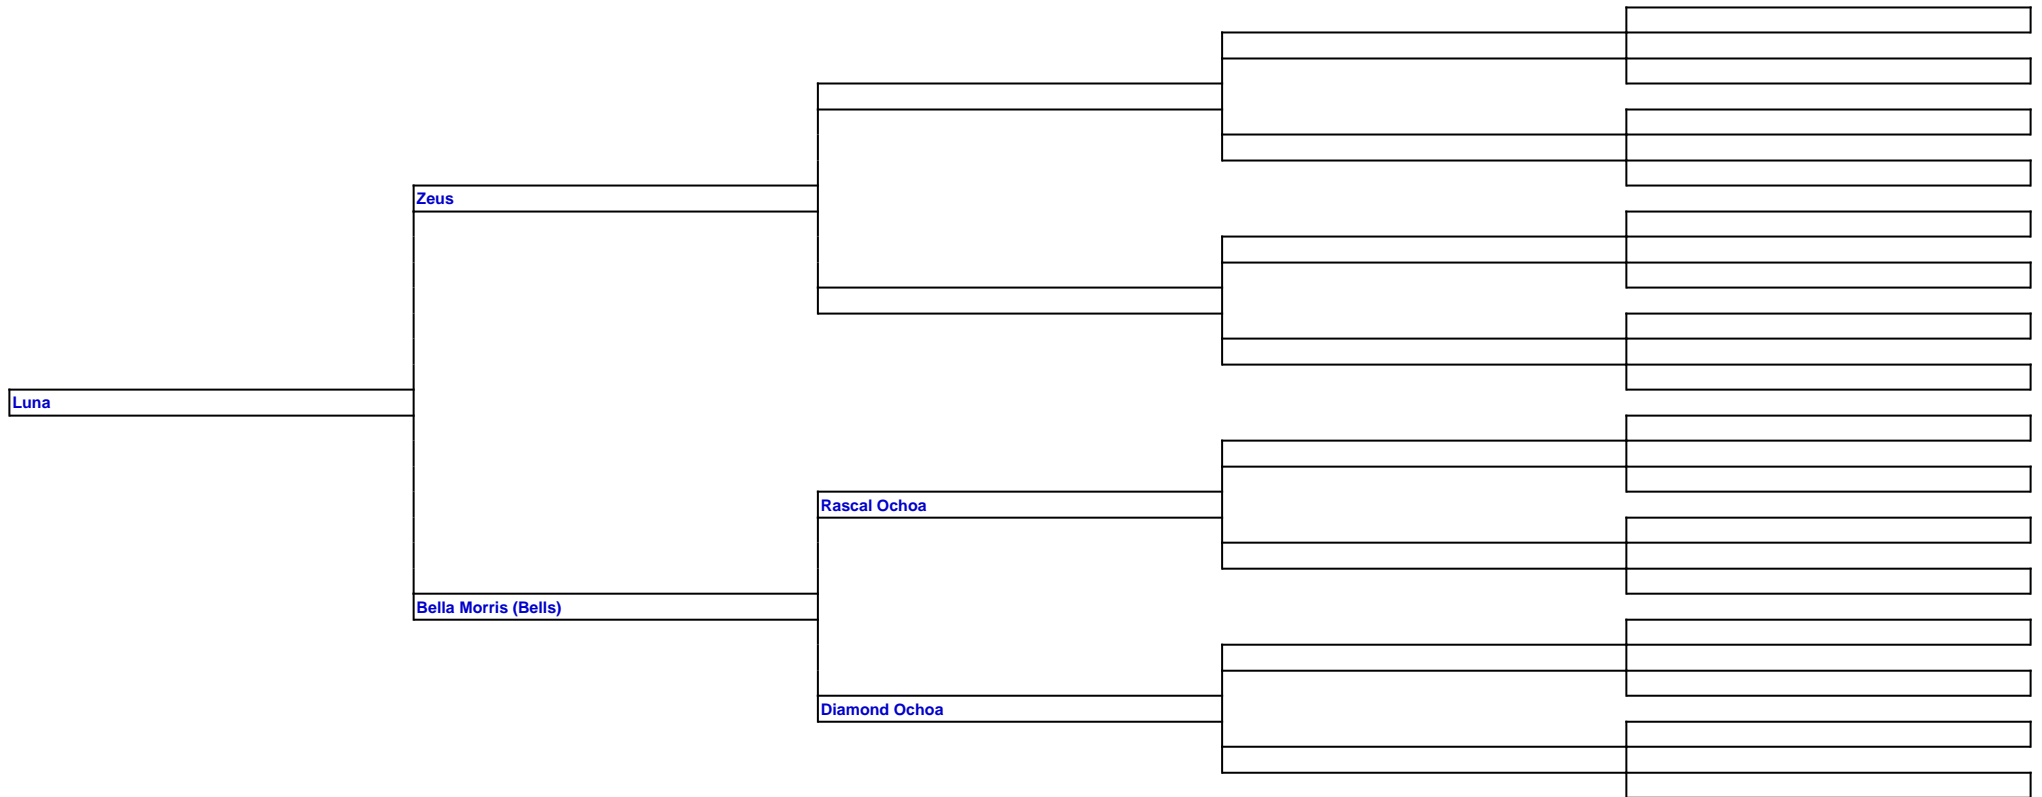 Zeus
Luna
Rascal Ochoa
Bella Morris (Bells)
Diamond Ochoa